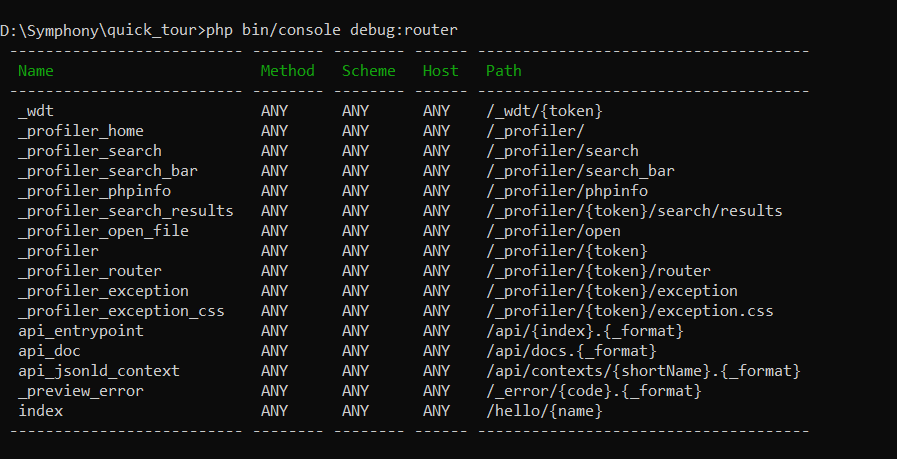 D:\Symphony\quick_tour>php bin/console debug:router
-------------------------- -------- -------- ------ -------------------------------------
Name Method Scheme Host Path
-------------------------- -------- -------- ------ -------------------------------------
_wdt ANY ANY ANY /_wdt/{token}
_profiler_home ANY ANY ANY /_profiler/
_profiler_search ANY ANY ANY /_profiler/search
_profiler_search_bar ANY ANY ANY /_profiler/search_bar
_profiler_phpinfo ANY ANY ANY /_profiler/phpinfo
_profiler_search_results ANY ANY ANY /_profiler/{token}/search/results
_profiler_open_file ANY ANY ANY /_profiler/open
_profiler ANY ANY ANY /_profiler/{token}
_profiler_router ANY ANY ANY /_profiler/{token}/router
_profiler_exception ANY ANY ANY /_profiler/{token}/exception
_profiler_exception_css ANY ANY ANY /_profiler/{token}/exception.css
api_entrypoint ANY ANY ANY /api/{index}.{_format}
api_doc ANY ANY ANY /api/docs.{_format}
api_jsonld_context ANY ANY ANY /api/contexts/{shortName}.{_format}
_preview_error ANY ANY ANY /_error/{code}.{_format}
index ANY ANY ANY /hello/{name}
-------------------------- -------- -------- ------ -------------------------------------